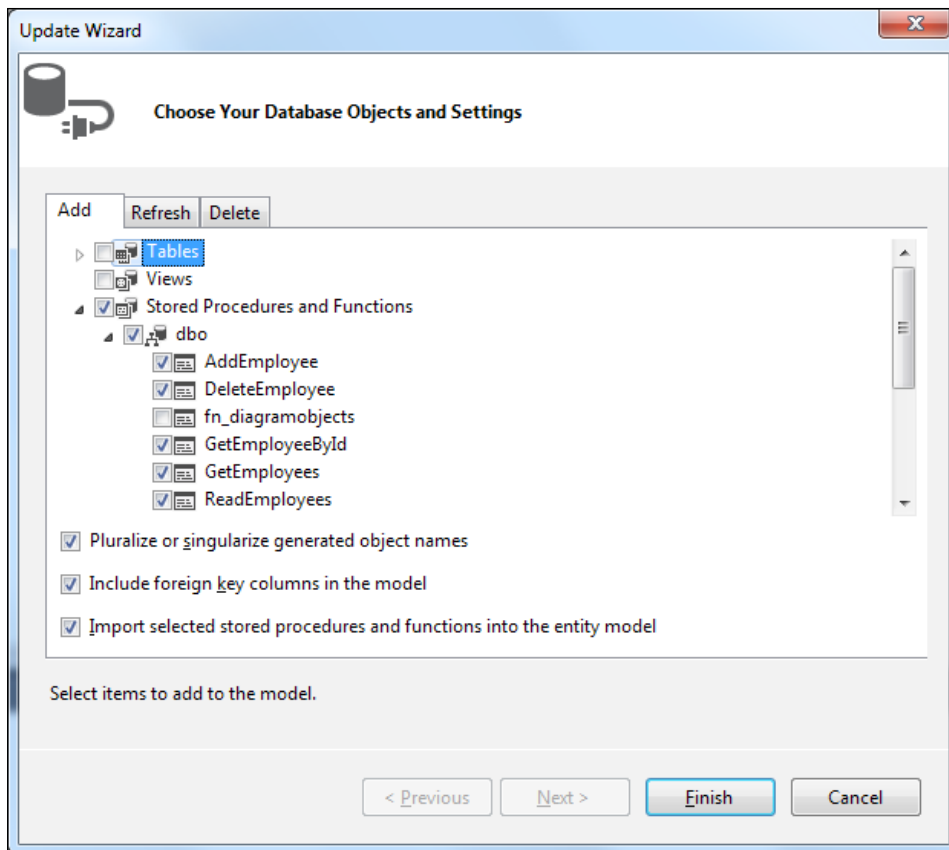 Update Wizard
Choose Your Database Objects and Settings
Add Refresh Delete
Tables
Views
Stored Procedures and Functions
dbo
AddEmployee
DeleteEmployee
fn_diagramobjects
GetEmployeeById
GetEmployees
ReadEmployees
Pluralize or singularize generated object names
Include foreign key columns in the model
Import selected stored procedures and functions into the entity model
Select items to add to the model.
< Previous Next > Finish Cancel